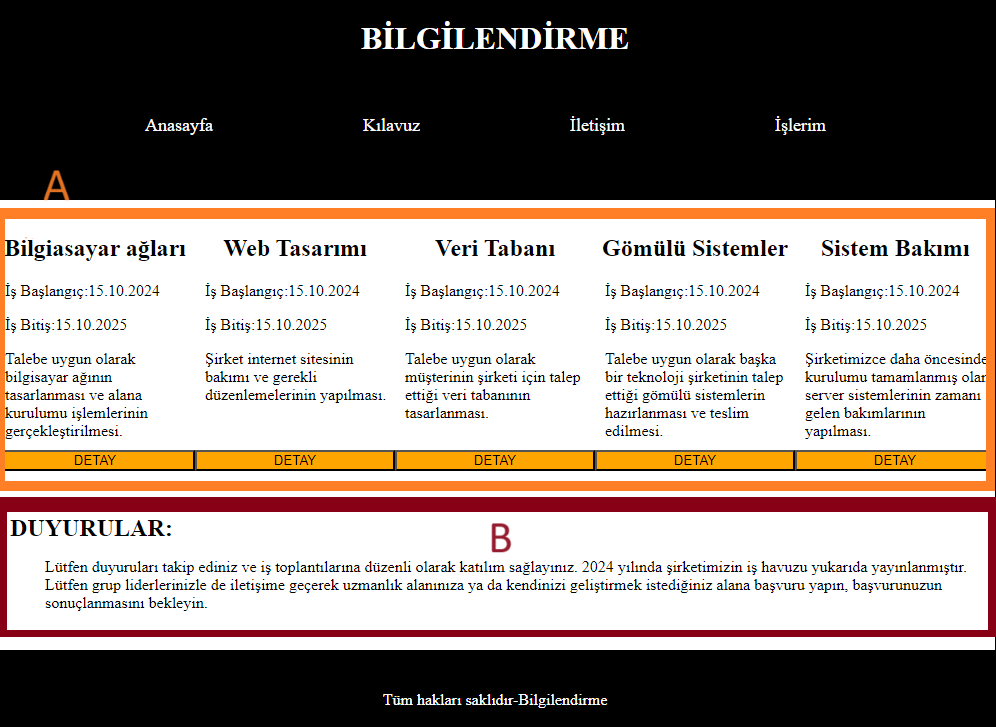 BİLGİLENDİRME
Anasayfa Kılavuz İletişim İşlerim
A
Bilgiasayar ağları
İş Başlangıç:15.10.2024
İş Bitiş:15.10.2025
Talebe uygun olarak
bilgisayar ağının
tasarlanması ve alana
kurulumu işlemlerinin
gerçekleştirilmesi.
DETAY
Web Tasarımı
İş Başlangıç:15.10.2024
İş Bitiş:15.10.2025
Şirket internet sitesinin
bakımı ve gerekli
düzenlemelerinin yapılması.
DETAY
Veri Tabanı
İş Başlangıç:15.10.2024
İş Bitiş:15.10.2025
Talebe uygun olarak
müşterinin şirketi için talep
ettiği veri tabanının
tasarlanması.
DETAY
Gömülü Sistemler
İş Başlangıç:15.10.2024
İş Bitiş:15.10.2025
Talebe uygun olarak başka
bir teknoloji şirketinin talep
ettiği gömülü sistemlerin
hazırlanması ve teslim
edilmesi.
DETAY
Sistem Bakımı
İş Başlangıç:15.10.2024
İş Bitiş:15.10.2025
Şirketimizce daha öncesinde
kurulumu tamamlanmış olan
server sistemlerinin zamanı
gelen bakımlarının
yapılması.
DETAY
B
DUYURULAR:
Lütfen duyuruları takip ediniz ve iş toplantılarına düzenli olarak katılım sağlayınız. 2024 yılında şirketimizin iş havuzu yukarıda yayınlanmıştır.
Lütfen grup liderlerinizle de iletişime geçerek uzmanlık alanınıza ya da kendinizi geliştirmek istediğiniz alana başvuru yapın, başvurunuzun
sonuçlanmasını bekleyin.
Tüm hakları saklıdır-Bilgilendirme